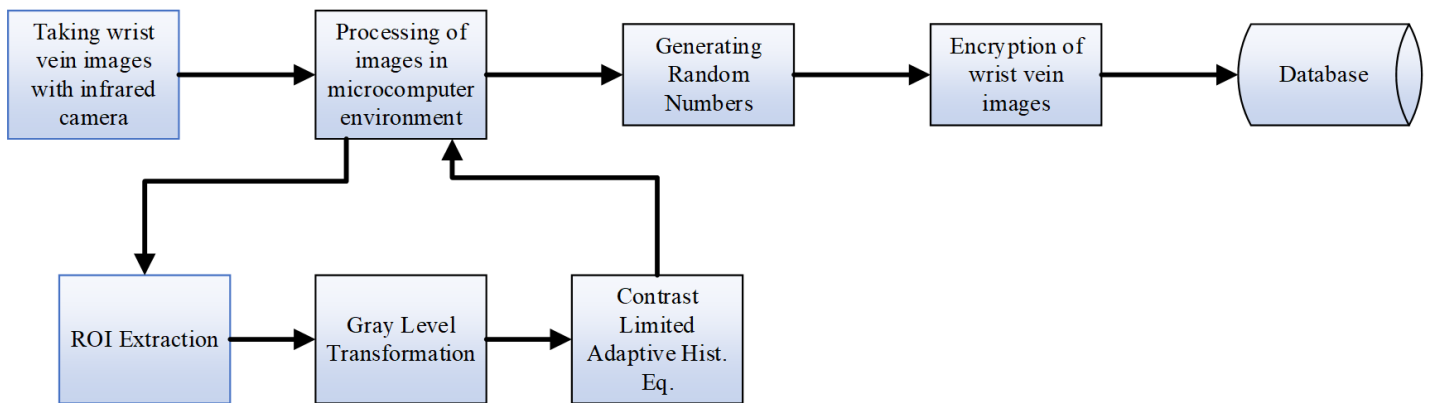 Taking wrist
vein images
with infrared
camera
Processing of
images in
microcomputer
environment
Generating
Random
Numbers
Encryption of
wrist vein
images
Database
ROI Extraction
Gray Level
Transformation
Contrast
Limited
Adaptive Hist.
Eq.